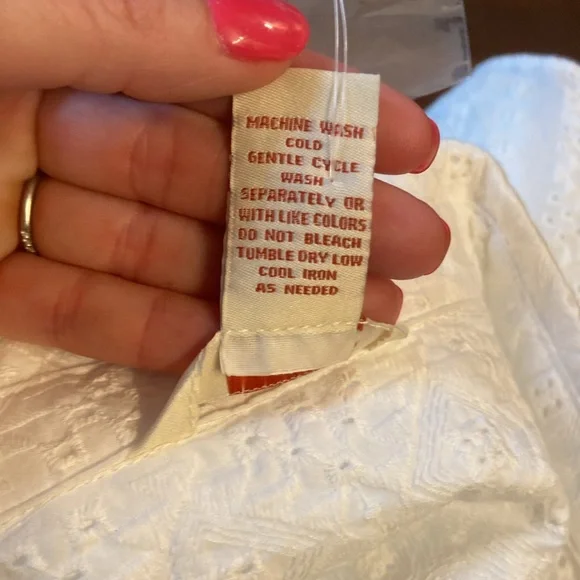 MACHINE WASH
COLD
GENTLE CYCLE
WASH
SEPARATELY OR
WITH LIKE COLORS
DO NOT BLEACH
TUMBLE DRY LOW
COOL IRON
AS NEEDED